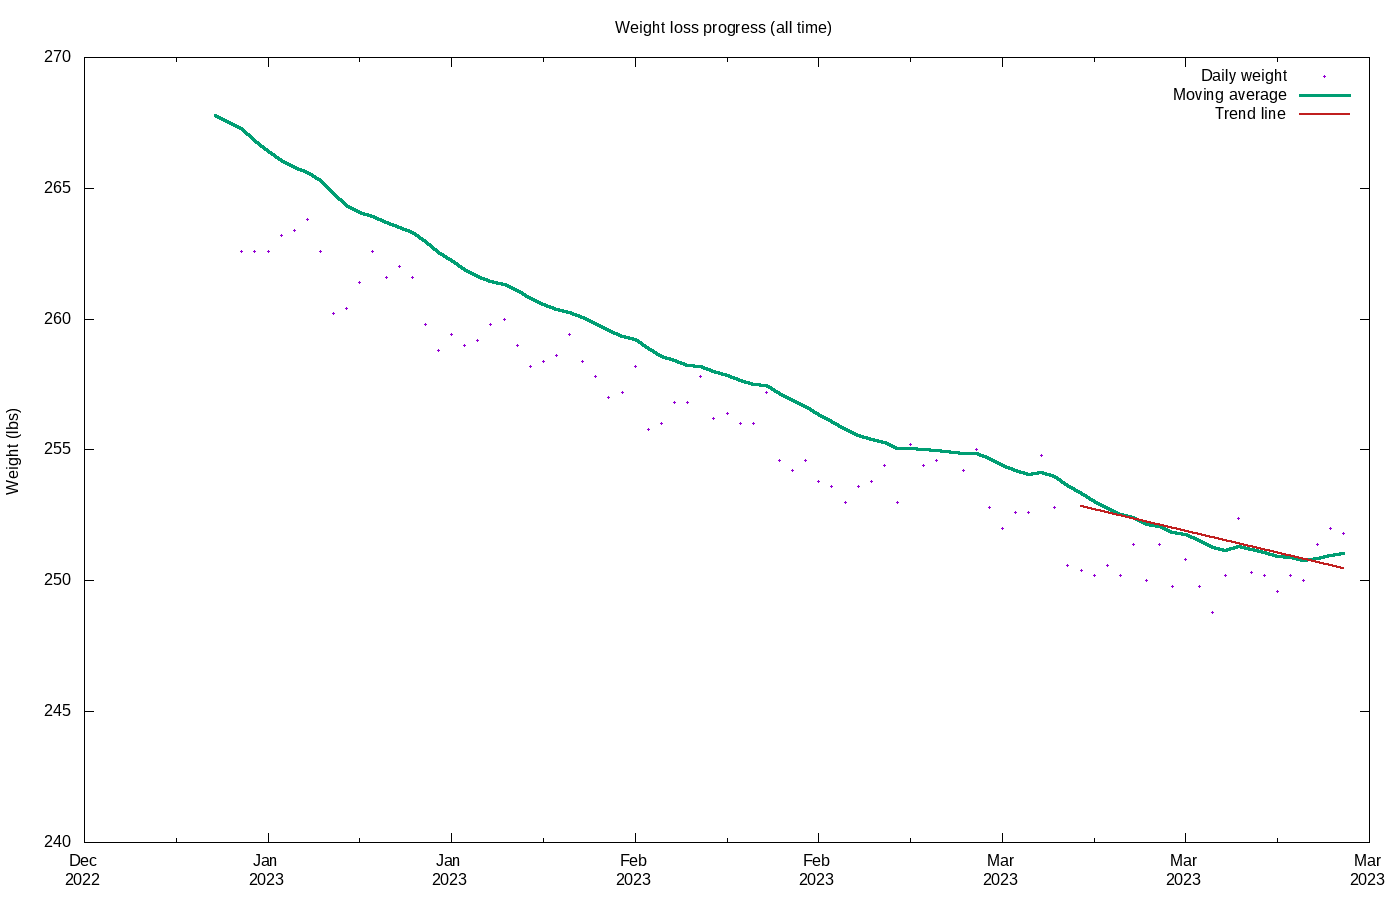 Weight loss progress (all time)
Daily weight
Moving average
Trend line
Weight (lbs)
270
265
260
255
250
245
240
Dec Jan Jan Feb Feb Mar Mar Mar
2022 2023 2023 2023 2023 2023 2023 2023